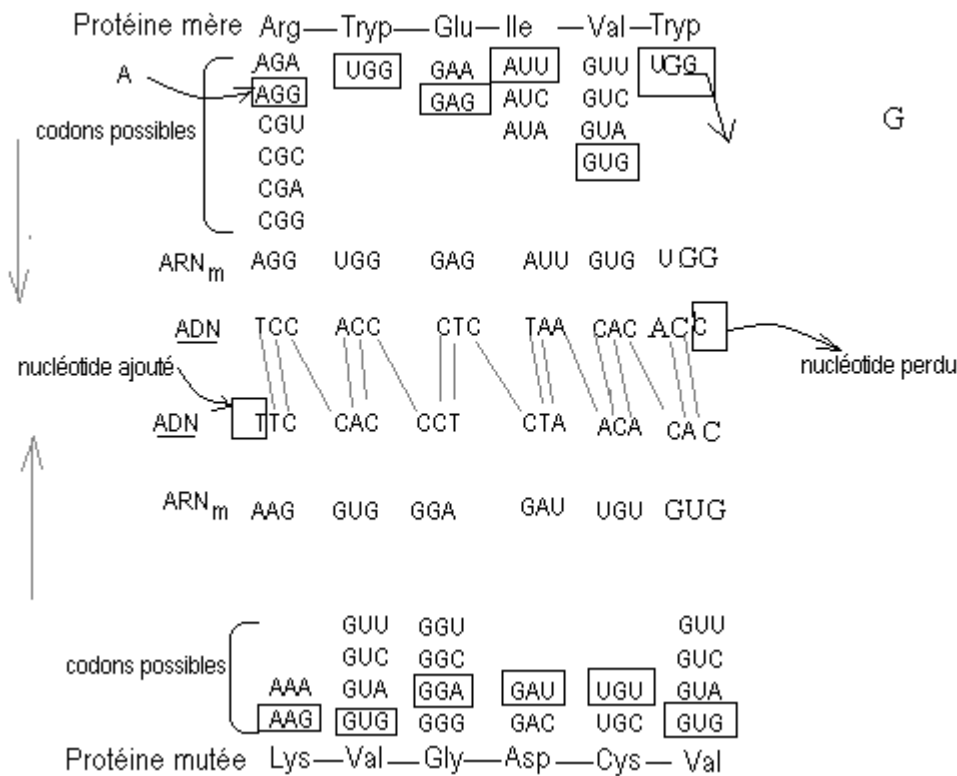 Protéine mère Arg — Tryp — Glu — Ile — Val — Tryp
AGA UGG GAA AUU GUU UGG
A AGG GAG AUC GUC G
codons possibles CGU AUA GUA
CGC GUG
CGA
CGG
ARNm AGG UGG GAG AUU GUG UGG
ADN TCC ACC CTC TAA CAC ACC
nucléotide ajouté nucléotide perdu
ADN TTC CAC CCT CTA ACA CAC
ARNm AAG GUG GGA GAU UGU GUG
GUU GGU GUU
codons possibles GUC GGC GUC
AAA GUA GGA GAU UGU GUA
AAG GUG GGG GAC UGC GUG
Protéine mutée Lys — Val — Gly — Asp — Cys — Val